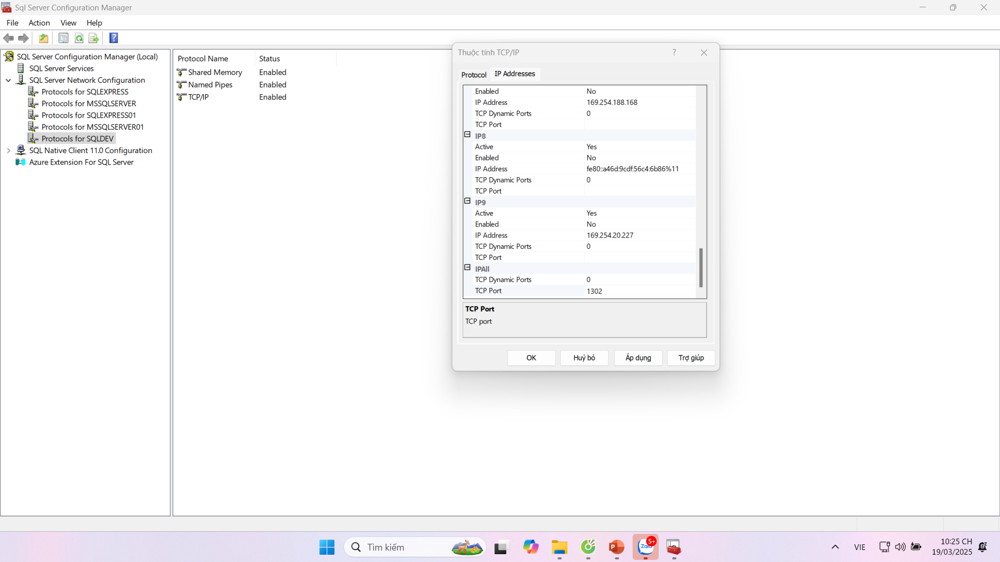 Sql Server Configuration Manager
File Action View Help
SQL Server Configuration Manager (Local)
SQL Server Services
SQL Server Network Configuration
Protocols for SQLEXPRESS
Protocols for MSSQLSERVER
Protocols for SQLEXPRESS01
Protocols for MSSQLSERVER01
Protocols for SQLDEV
SQL Native Client 11.0 Configuration
Azure Extension For SQL Server
Protocol Name Status
Shared Memory Enabled
Named Pipes Enabled
TCP/IP Enabled
Thuộc tính TCP/IP ?
Protocol IP Addresses
Enabled No
IP Address 169.254.188.168
TCP Dynamic Ports 0
TCP Port
IP8
Active Yes
Enabled No
IP Address fe80::a46d:9cdf:56c4:6b86%11
TCP Dynamic Ports 0
TCP Port
IP9
Active Yes
Enabled No
IP Address 169.254.20.227
TCP Dynamic Ports 0
TCP Port
IPAll
TCP Dynamic Ports 0
TCP Port 1302
TCP Port
TCP port
OK Huỷ bỏ Áp dụng Trợ giúp
Tìm kiếm
P
Zalo
5+
VIE
10:25 CH
19/03/2025